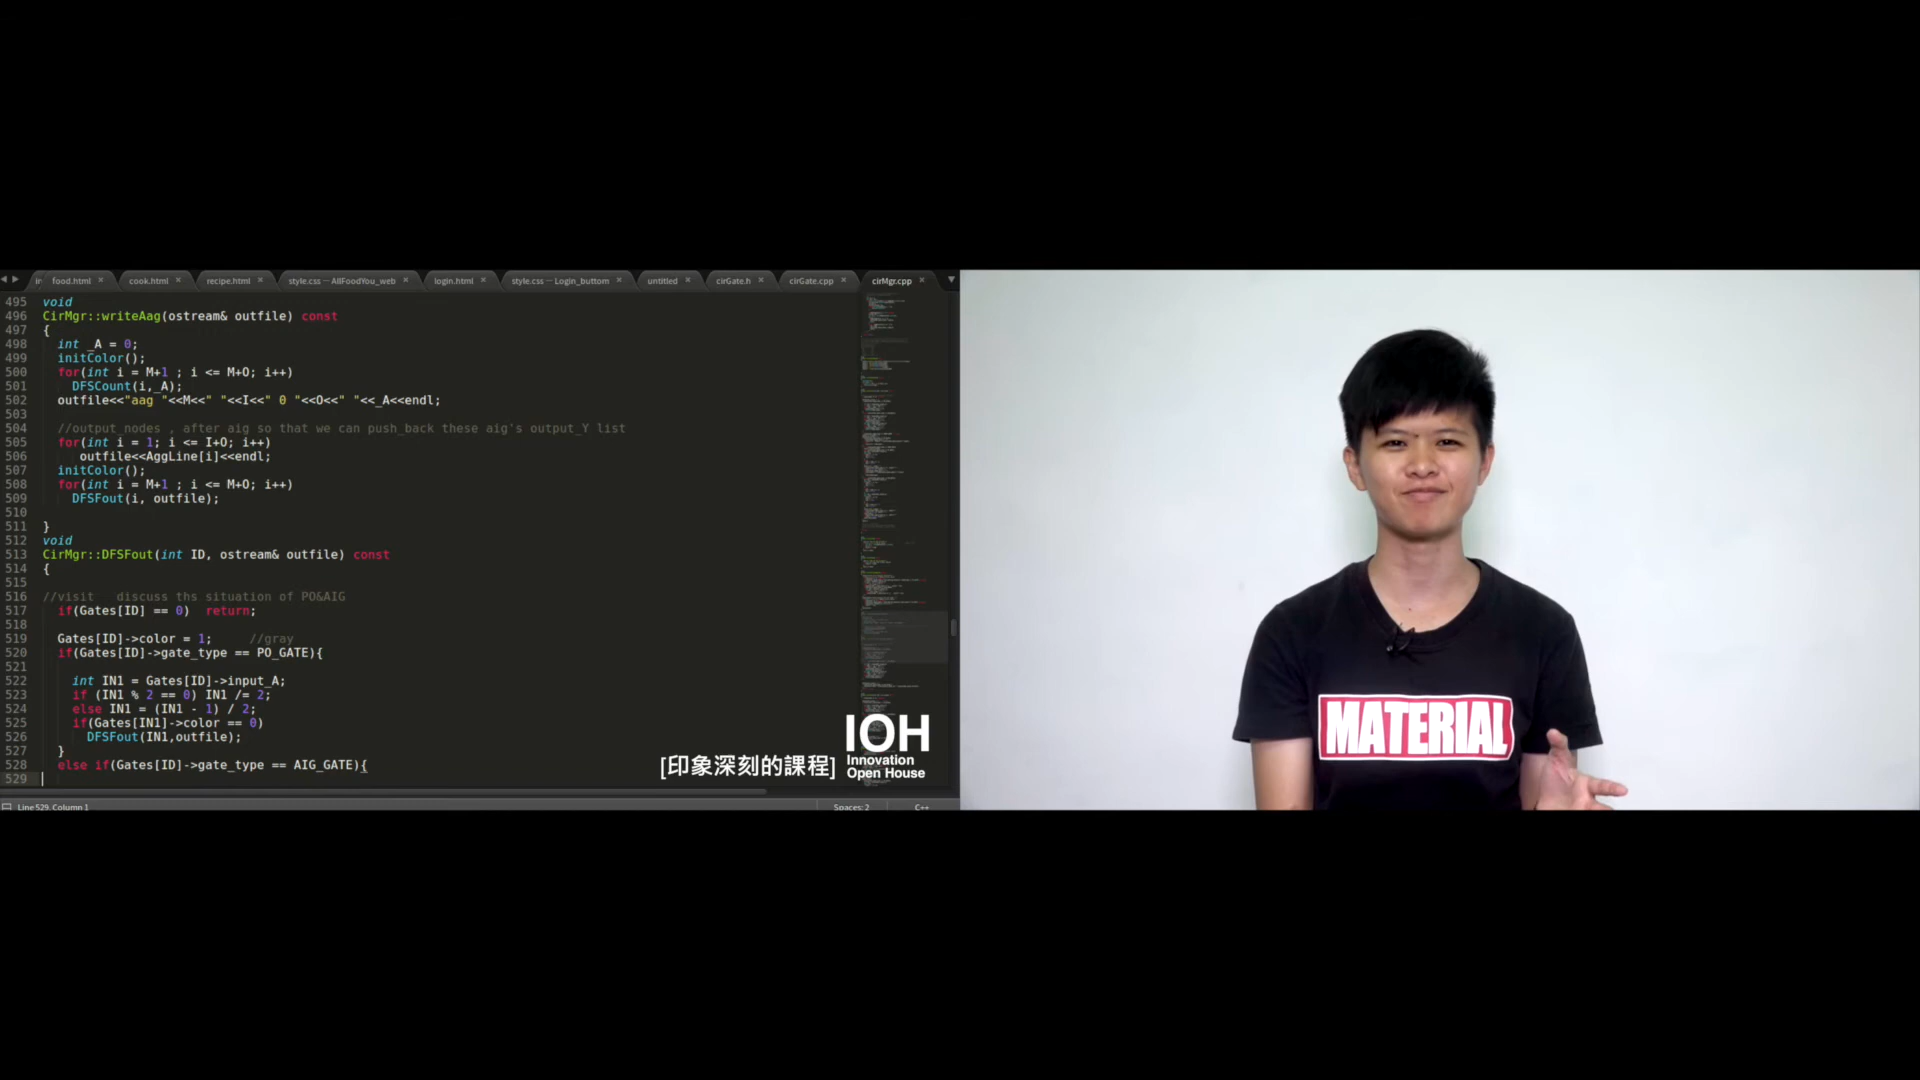 food.html
cook.html
recipe.html
style.css — AllFoodYou_web
login.html
style.css — Login_buttom
untitled
cirGate.h
cirGate.cpp
cirMgr.cpp
495 void
496 CirMgr::writeAag(ostream& outfile) const
497 {
498 int _A = 0;
499 initColor();
500 for(int i = M+1 ; i <= M+O; i++)
501 DFSCount(i,_A);
502 outfile<<"aag "<<M<<" "<<I<<" 0 "<<O<<" "<<_A<<endl;
503
504 //output_nodes , after aig so that we can push_back these aig's output_Y list
505 for(int i = 1; i <= I+O; i++)
506 outfile<<AggLine[i]<<endl;
507 initColor();
508 for(int i = M+1 ; i <= M+O; i++)
509 DFSFout(i, outfile);
510
511 }
512 void
513 CirMgr::DFSFout(int ID, ostream& outfile) const
514 {
515
516 //visit discuss ths situation of PO&AIG
517 if(Gates[ID] == 0) return;
518
519 Gates[ID]->color = 1; //gray
520 if(Gates[ID]->gate_type == PO_GATE){
521
522 int IN1 = Gates[ID]->input_A;
523 if (IN1 % 2 == 0) IN1 /= 2;
524 else IN1 = (IN1 - 1) / 2;
525 if(Gates[IN1]->color == 0)
526 DFSFout(IN1,outfile);
527 }
528 else if(Gates[ID]->gate_type == AIG_GATE){
529
Line 529, Column 1
Spaces: 2
C++
[印象深刻的課程]
IOH
Innovation
Open House
MATERIAL